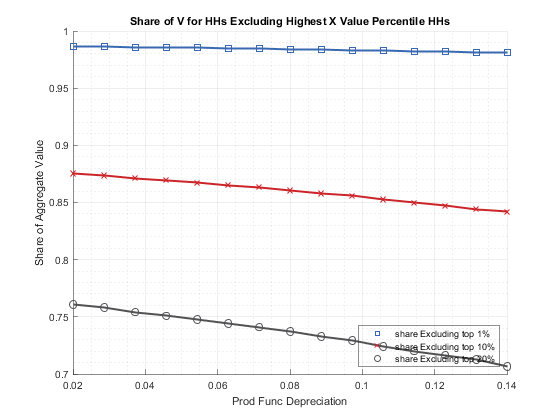 Share of V for HHs Excluding Highest X Value Percentile HHs
1
0.95
0.9
0.85
0.8
0.75
0.7
Share of Aggregate Value
share Excluding top 1%
share Excluding top 10%
share Excluding top 20%
0.02
0.04
0.06
0.08
0.1
0.12
0.14
Prod Func Depreciation